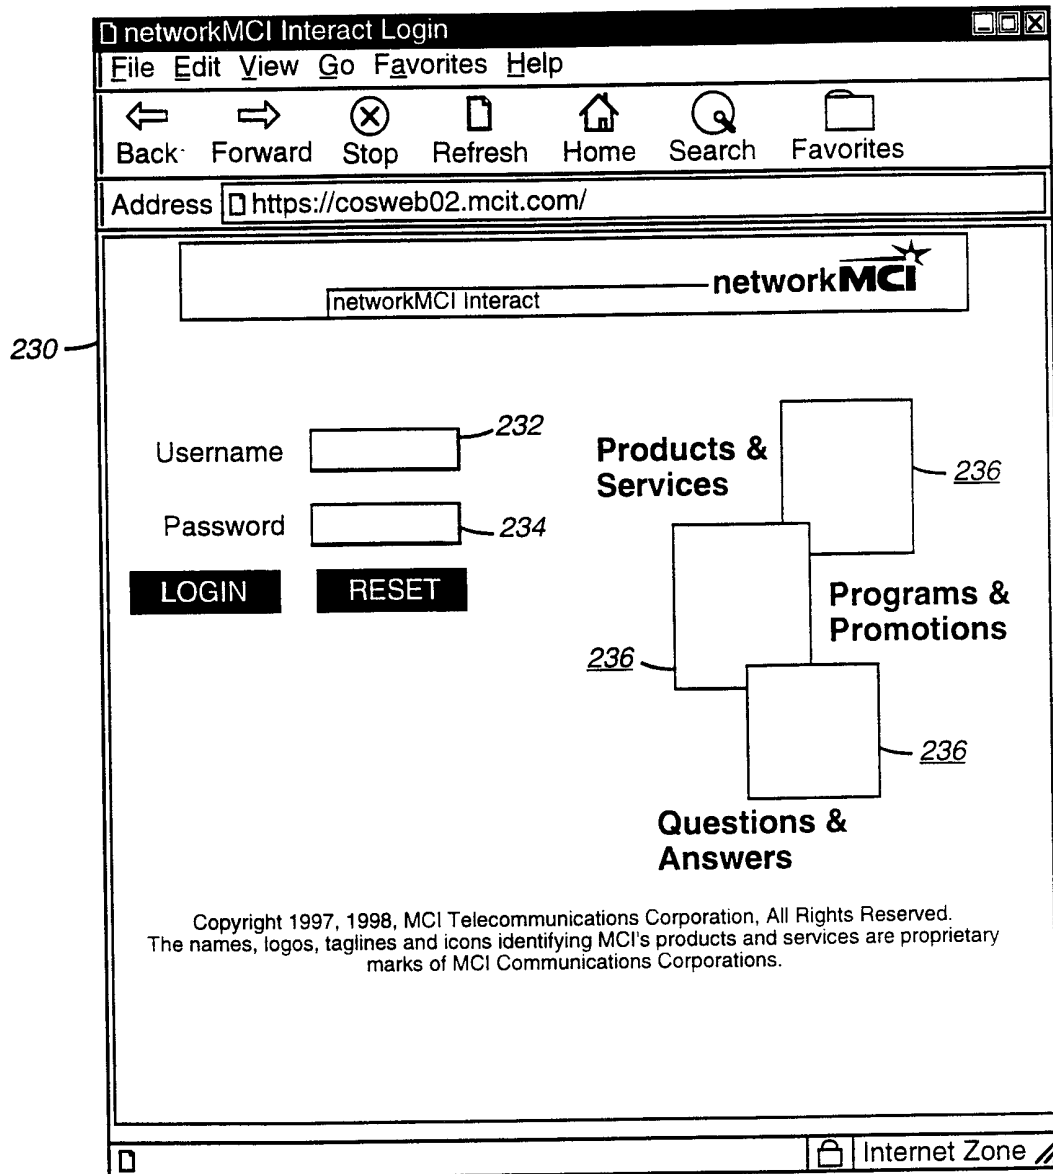 networkMCI Interact Login
File Edit View Go Favorites Help
Back Forward Stop Refresh Home Search Favorites
Address https://cosweb02.mcit.com/
networkMCI
networkMCI Interact
230
Username 232
Password 234
LOGIN RESET
Products &
Services
236
Programs &
Promotions
236
236
Questions &
Answers
Copyright 1997, 1998, MCI Telecommunications Corporation, All Rights Reserved.
The names, logos, taglines and icons identifying MCI's products and services are proprietary
marks of MCI Communications Corporations.
Internet Zone